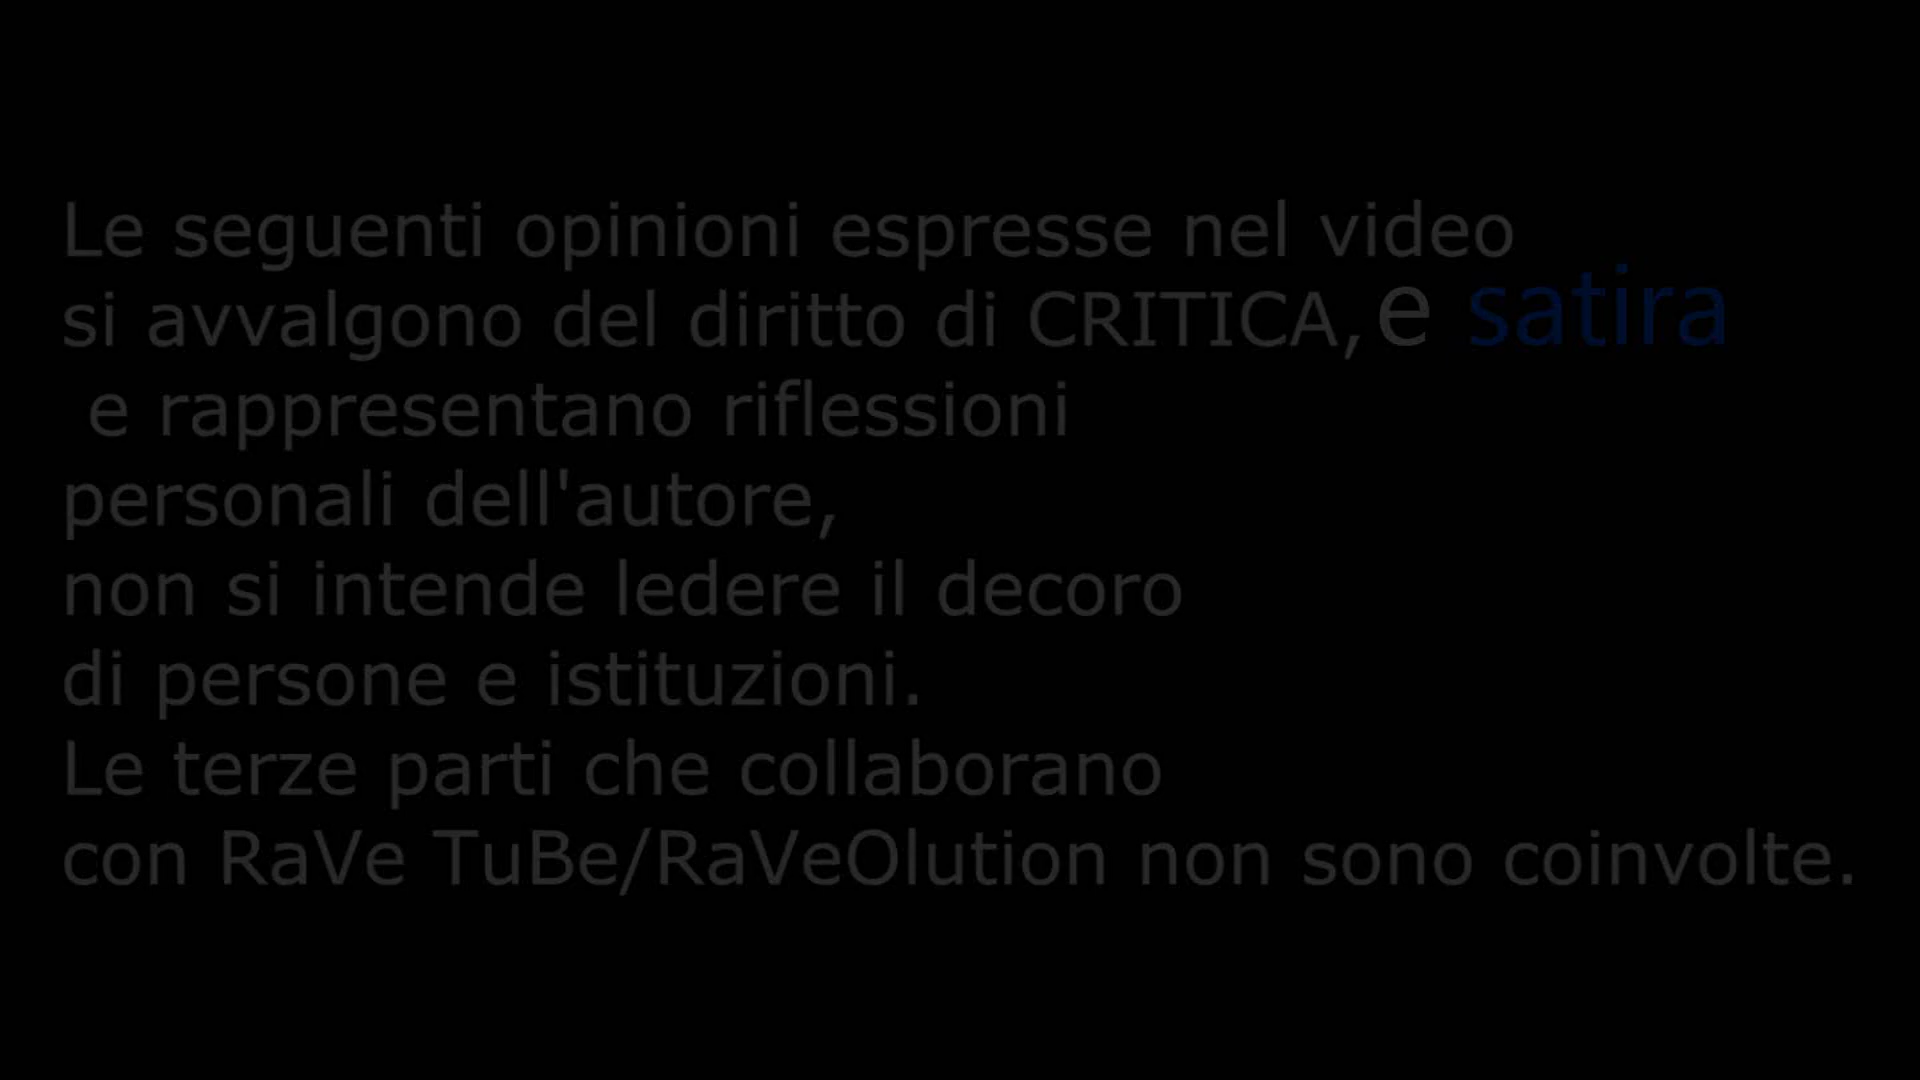 Le seguenti opinioni espresse nel video
si avvalgono del diritto di CRITICA, e satira
e rappresentano riflessioni
personali dell'autore,
non si intende ledere il decoro
di persone e istituzioni.
Le terze parti che collaborano
con RaVe TuBe/RaVeOlution non sono coinvolte.